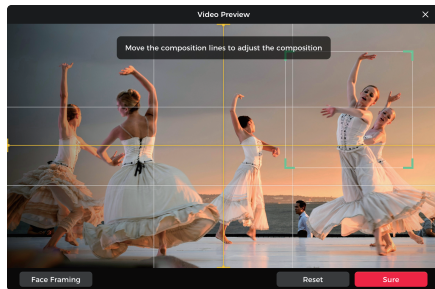 Video Preview
Move the composition lines to adjust the composition
Face Framing
Reset
Sure